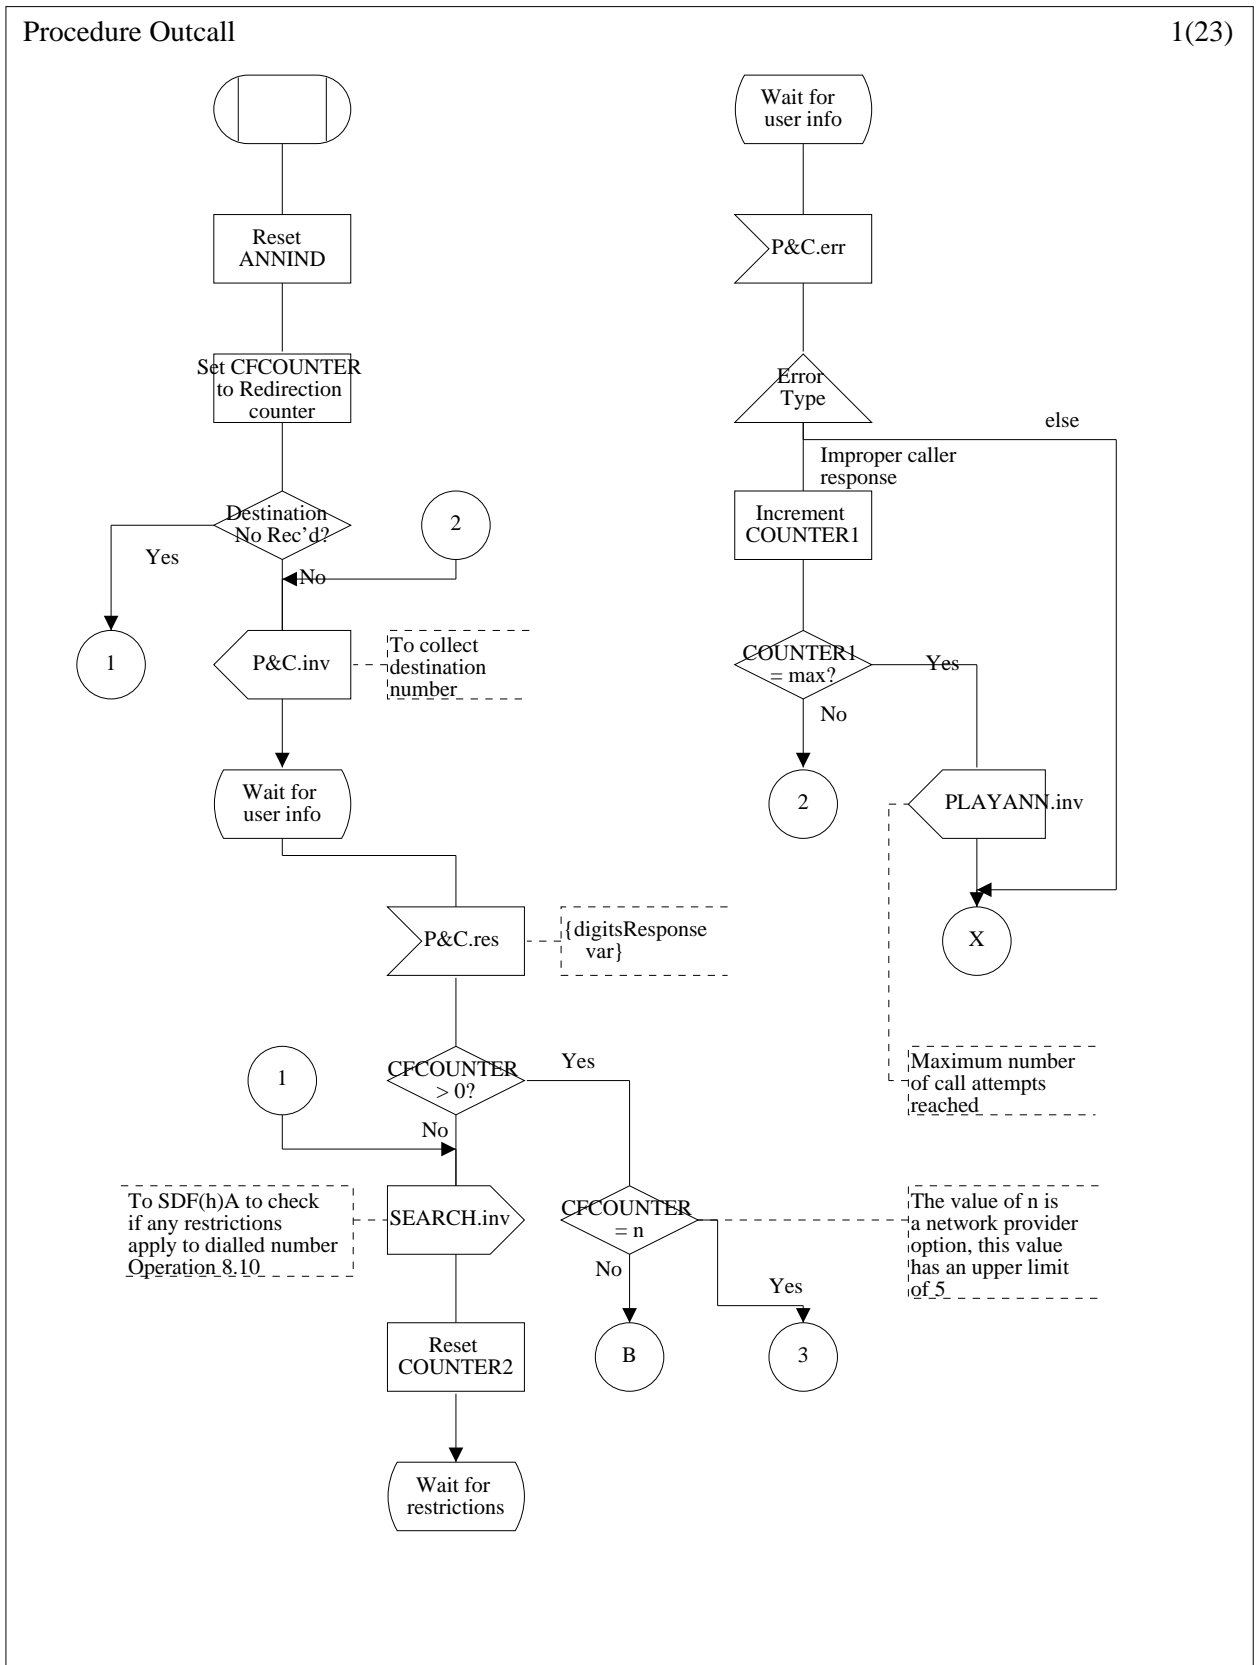 Procedure Outcall
1(23)
Reset
ANNIND
Set CFCOUNTER
to Redirection
counter
Destination
No Rec’d?
Yes
No
2
1
P&C.inv
To collect
destination
number
Wait for
user info
P&C.res
{digitsResponse
var}
1
CFCOUNTER
> 0?
Yes
No
To SDF(h)A to check
if any restrictions
apply to dialled number
Operation 8.10
SEARCH.inv
CFCOUNTER
= n
The value of n is
a network provider
option, this value
has an upper limit
of 5
No
Yes
B
3
Reset
COUNTER2
Wait for
restrictions
Wait for
user info
P&C.err
Error
Type
else
Improper caller
response
Increment
COUNTER1
COUNTER1
= max?
Yes
No
2
PLAYANN.inv
X
Maximum number
of call attempts
reached